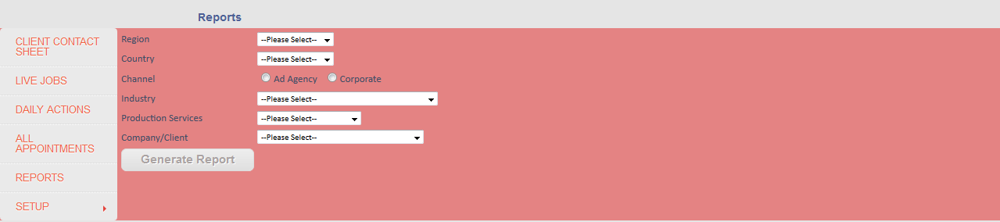 Reports
CLIENT CONTACT
SHEET
LIVE JOBS
DAILY ACTIONS
ALL
APPOINTMENTS
REPORTS
SETUP
Region --Please Select--
Country --Please Select--
Channel Ad Agency Corporate
Industry --Please Select--
Production Services --Please Select--
Company/Client --Please Select--
Generate Report